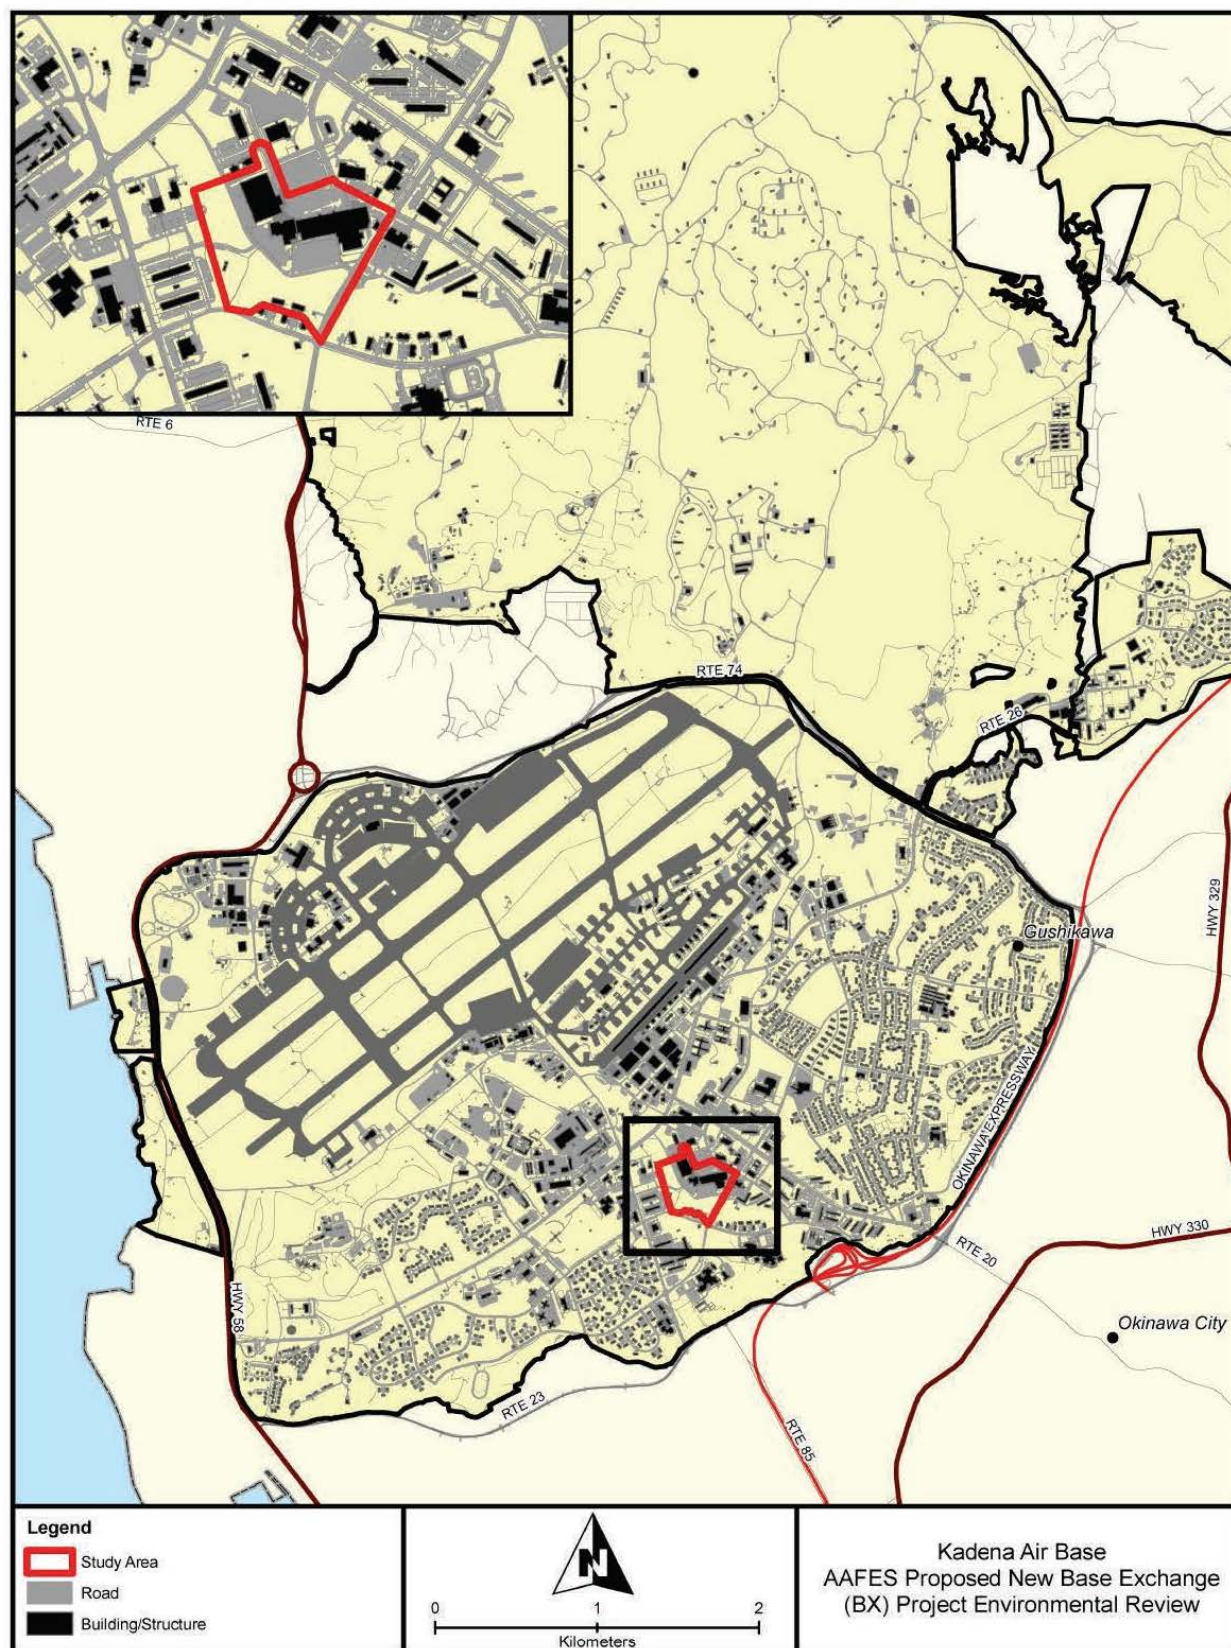 RTE 6
RTE 74
RTE 26
HWY 329
Gushikawa
OKINAWA EXPRESSWAY
HWY 330
RTE 20
HWY 58
Okinawa City
RTE 23
RTE 85
Legend
Study Area
Road
Building/Structure
N
0 1 2
Kilometers
Kadena Air Base
AAFES Proposed New Base Exchange
(BX) Project Environmental Review